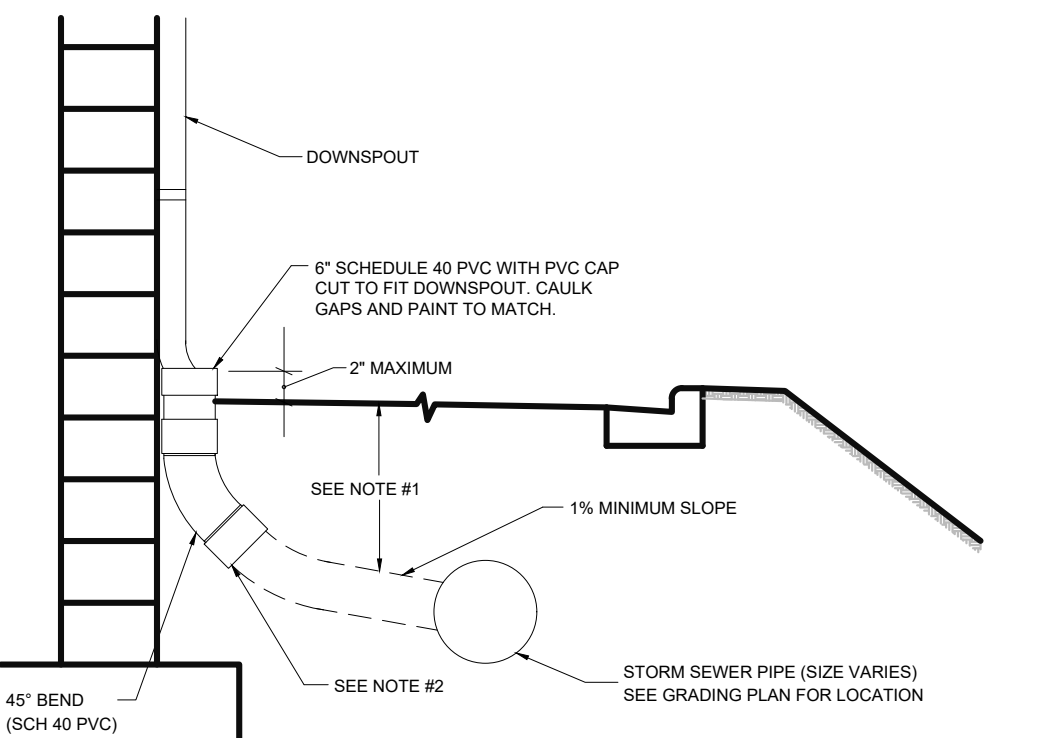 DOWNSPOUT
6" SCHEDULE 40 PVC WITH PVC CAP
CUT TO FIT DOWNSPOUT. CAULK
GAPS AND PAINT TO MATCH.
2" MAXIMUM
SEE NOTE #1
1% MINIMUM SLOPE
STORM SEWER PIPE (SIZE VARIES)
SEE GRADING PLAN FOR LOCATION
SEE NOTE #2
45° BEND
(SCH 40 PVC)